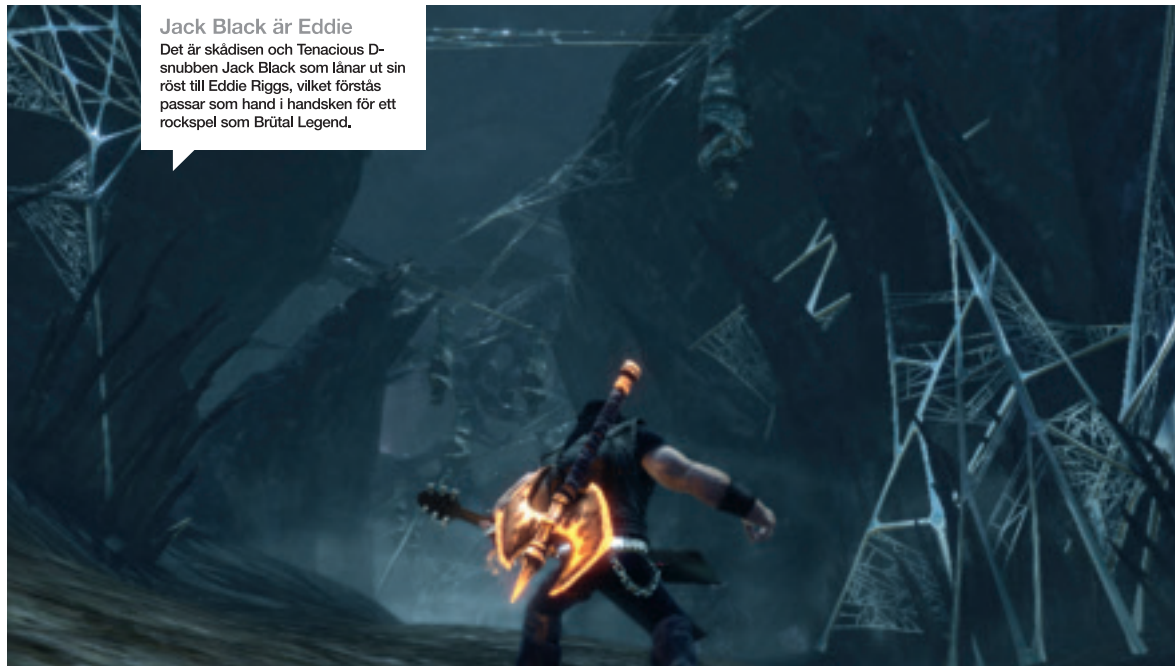 Jack Black är Eddie
Det är skådisen och Tenacious D-
snubben Jack Black som lånar ut sin
röst till Eddie Riggs, vilket förstås
passar som hand i handsken för ett
rockspel som Brütal Legend.